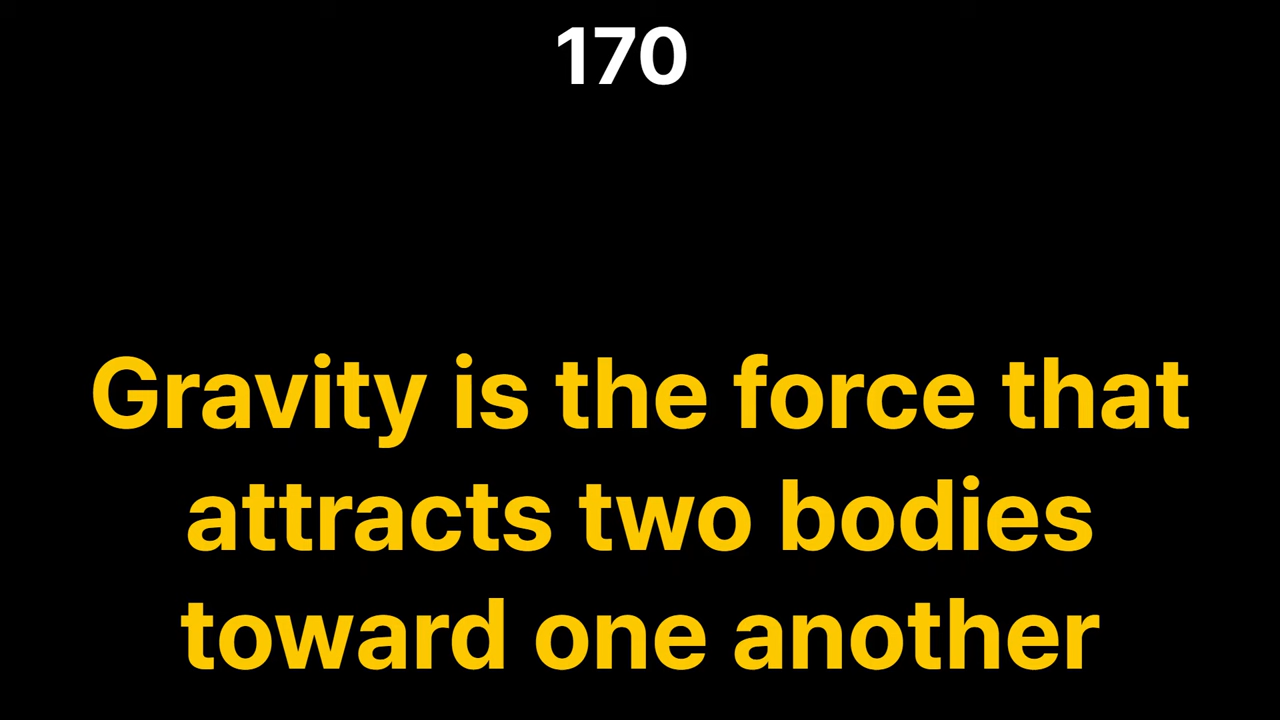 170
Gravity is the force that
attracts two bodies
toward one another